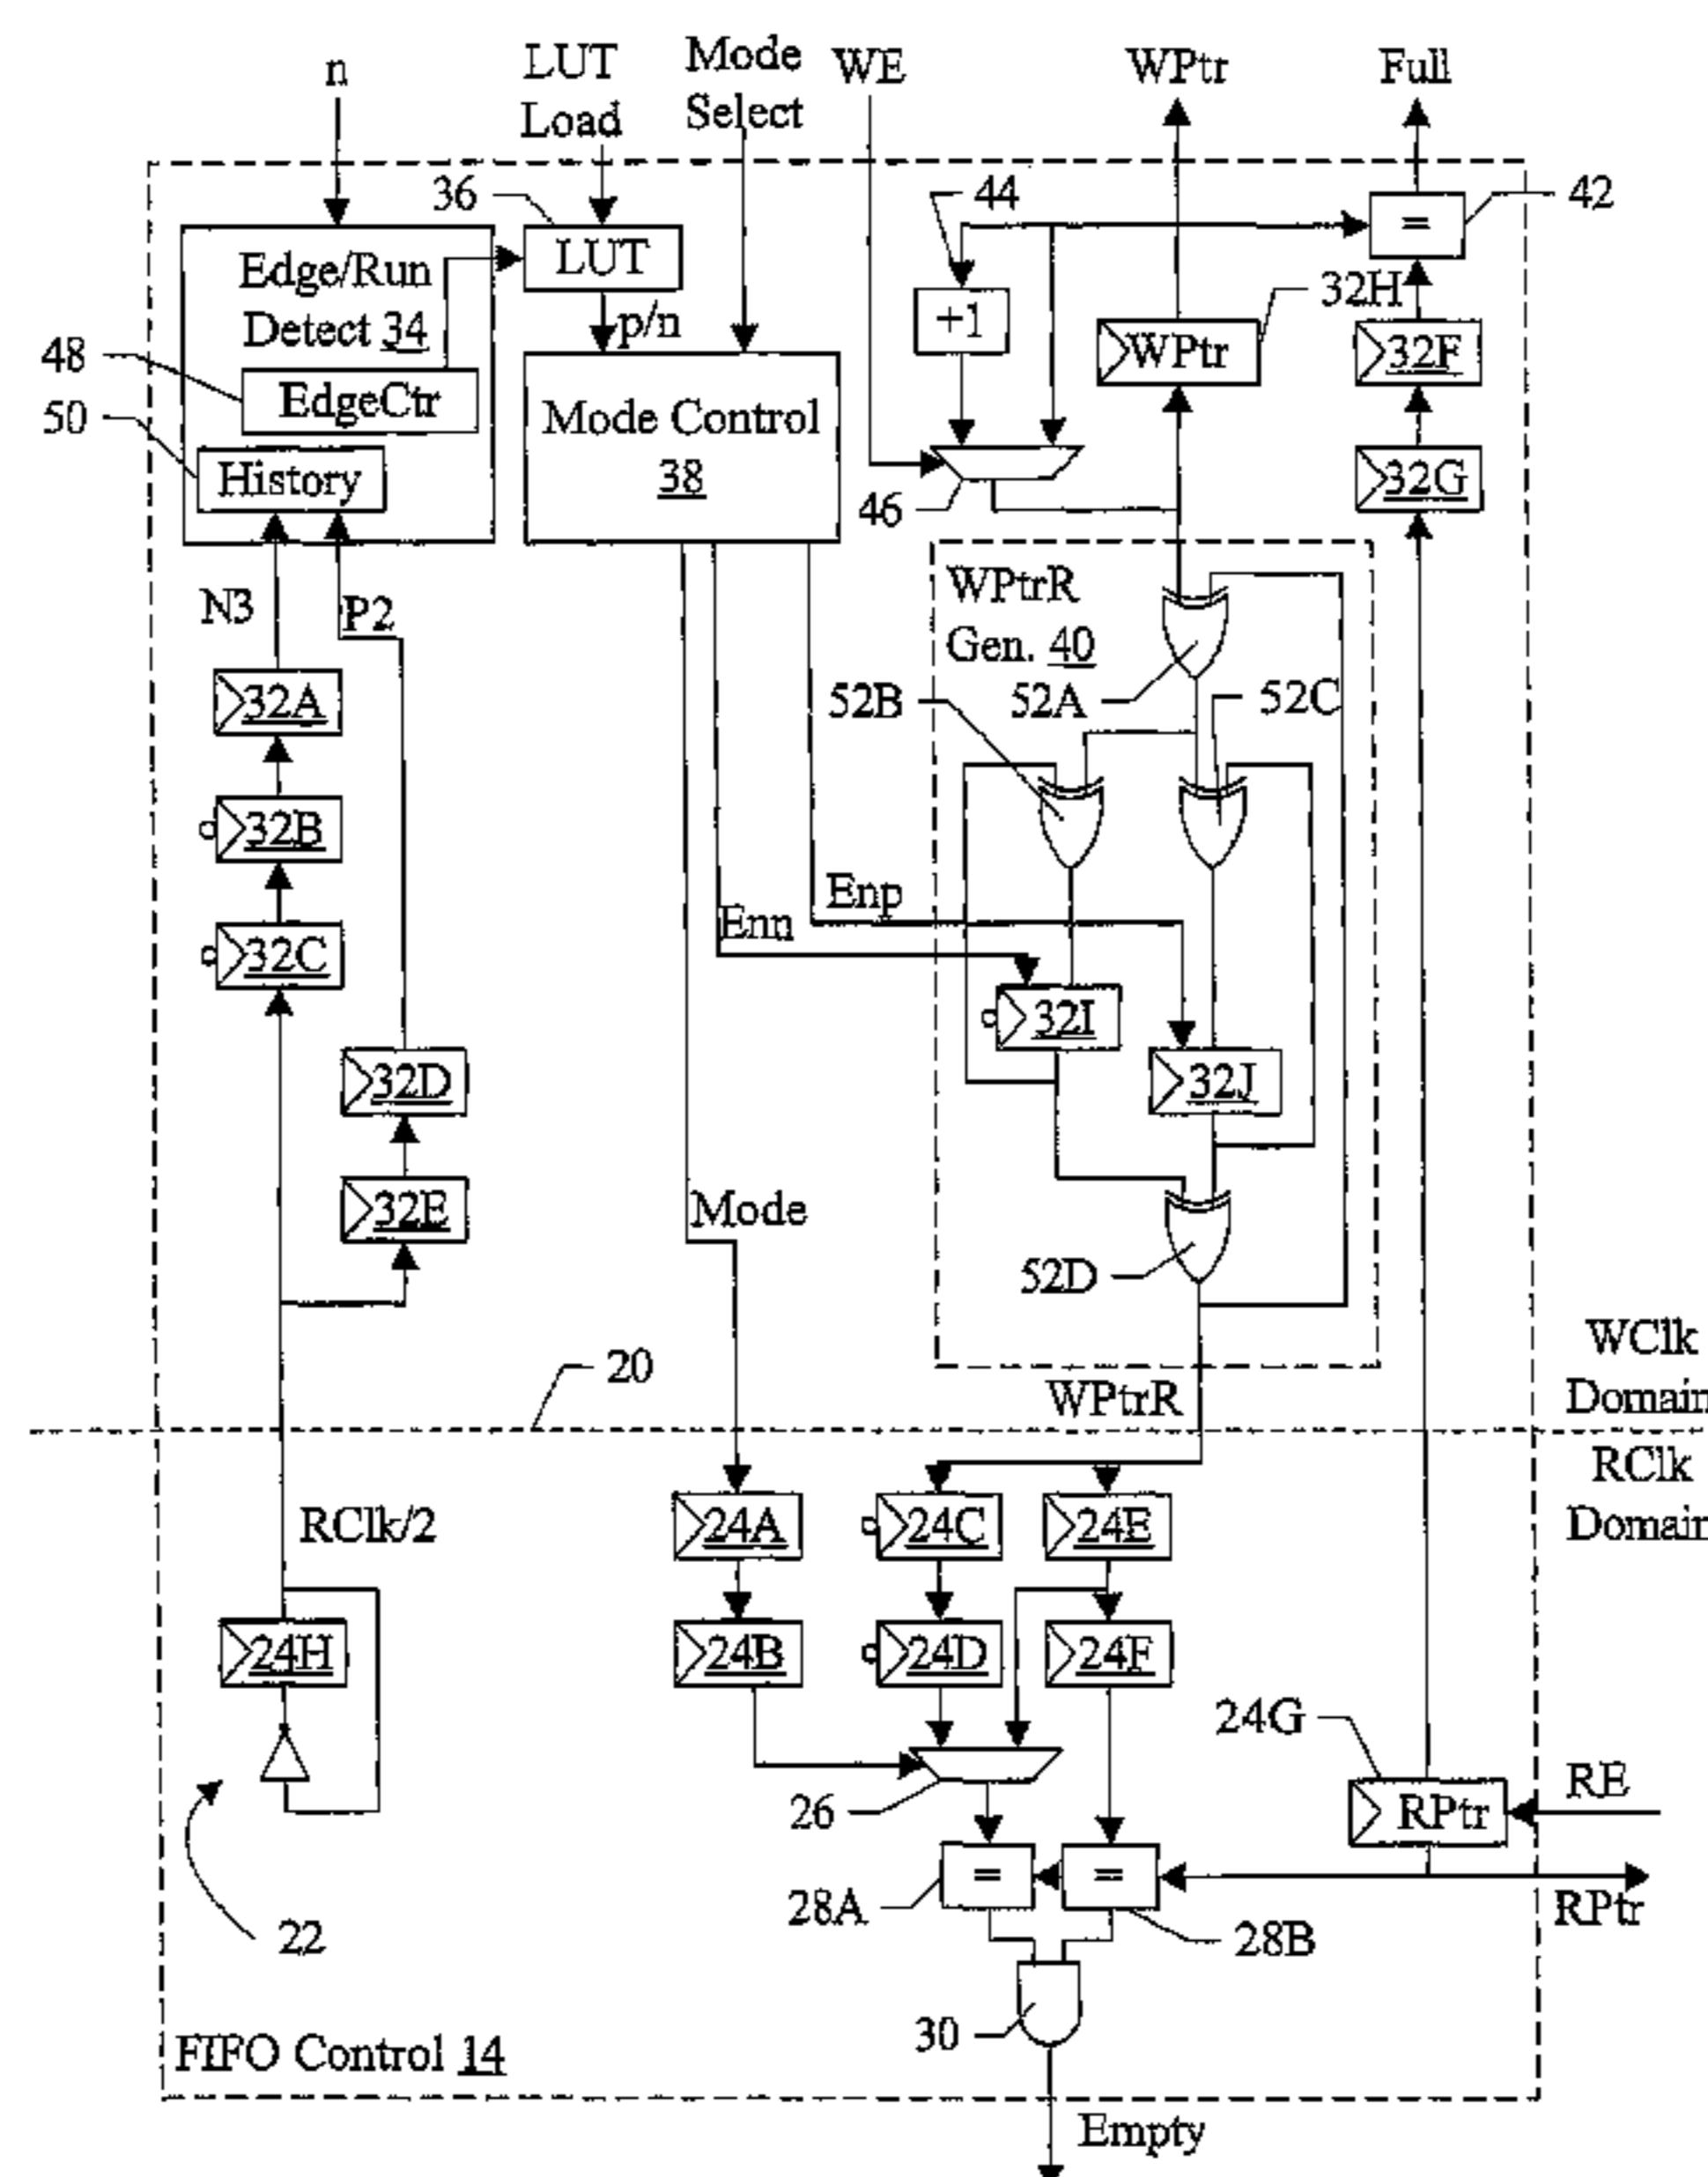 n
LUT
Load
Mode
Select
WE
WPtr
Full
36
44
42
Edge/Run
Detect 34
LUT
p/n
+1
=
32H
WPtr
32F
48
EdgeCtr
50
History
Mode Control
38
46
32G
N3
P2
WPtrR
Gen. 40
52B
52A
52C
32A
32B
32C
Enn
Enp
32I
32J
32D
32E
Mode
52D
20
WPtrR
WClk
Domain
RClk
Domain
RClk/2
24A
24C
24E
24H
24B
24D
24F
24G
RE
RPtr
26
=
=
28A
28B
RPtr
22
30
FIFO Control 14
Empty